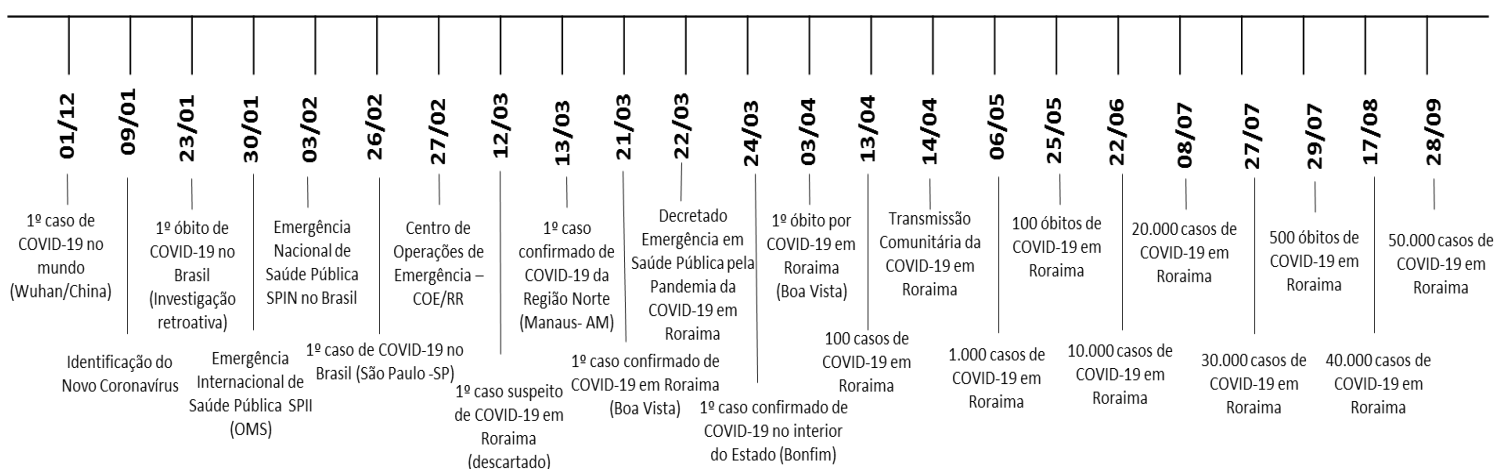 01/12
09/01
23/01
30/01
03/02
26/02
27/02
12/03
13/03
21/03
22/03
24/03
03/04
13/04
14/04
06/05
25/05
22/06
08/07
27/07
29/07
17/08
28/09
1º caso de
COVID-19 no
mundo
(Wuhan/China)
Identificação do
Novo Coronavírus
1º óbito de
COVID-19 no
Brasil
(Investigação
retroativa)
Emergência
Internacional de
Saúde Pública SPII
(OMS)
Emergência
Nacional de
Saúde Pública
SPIN no Brasil
1º caso de COVID-19 no
Brasil (São Paulo -SP)
Centro de
Operações de
Emergência –
COE/RR
1º caso suspeito
de COVID-19 em
Roraima
(descartado)
1º caso
confirmado de
COVID-19 da
Região Norte
(Manaus- AM)
1º caso confirmado de
COVID-19 em Roraima
(Boa Vista)
Decretado
Emergência em
Saúde Pública pela
Pandemia da
COVID-19 em
Roraima
1º caso confirmado de
COVID-19 no interior
do Estado (Bonfim)
1º óbito por
COVID-19 em
Roraima
(Boa Vista)
100 casos de
COVID-19 em
Roraima
Transmissão
Comunitária da
COVID-19 em
Roraima
1.000 casos de
COVID-19 em
Roraima
100 óbitos de
COVID-19 em
Roraima
10.000 casos de
COVID-19 em
Roraima
20.000 casos de
COVID-19 em
Roraima
30.000 casos de
COVID-19 em
Roraima
500 óbitos de
COVID-19 em
Roraima
40.000 casos de
COVID-19 em
Roraima
50.000 casos de
COVID-19 em
Roraima